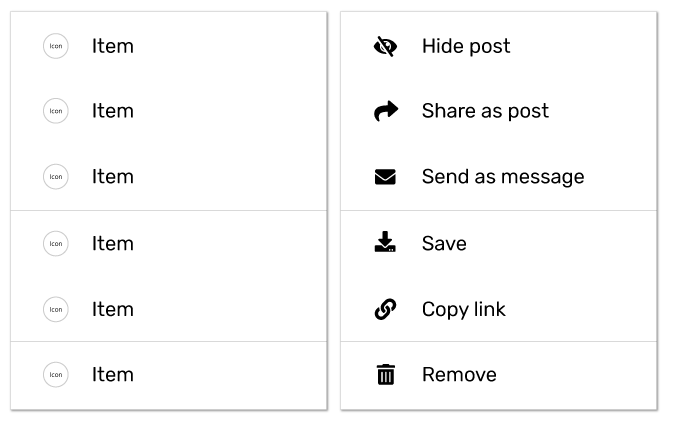 Icon Item
Icon Item
Icon Item
Icon Item
Icon Item
Icon Item
Hide post
Share as post
Send as message
Save
Copy link
Remove